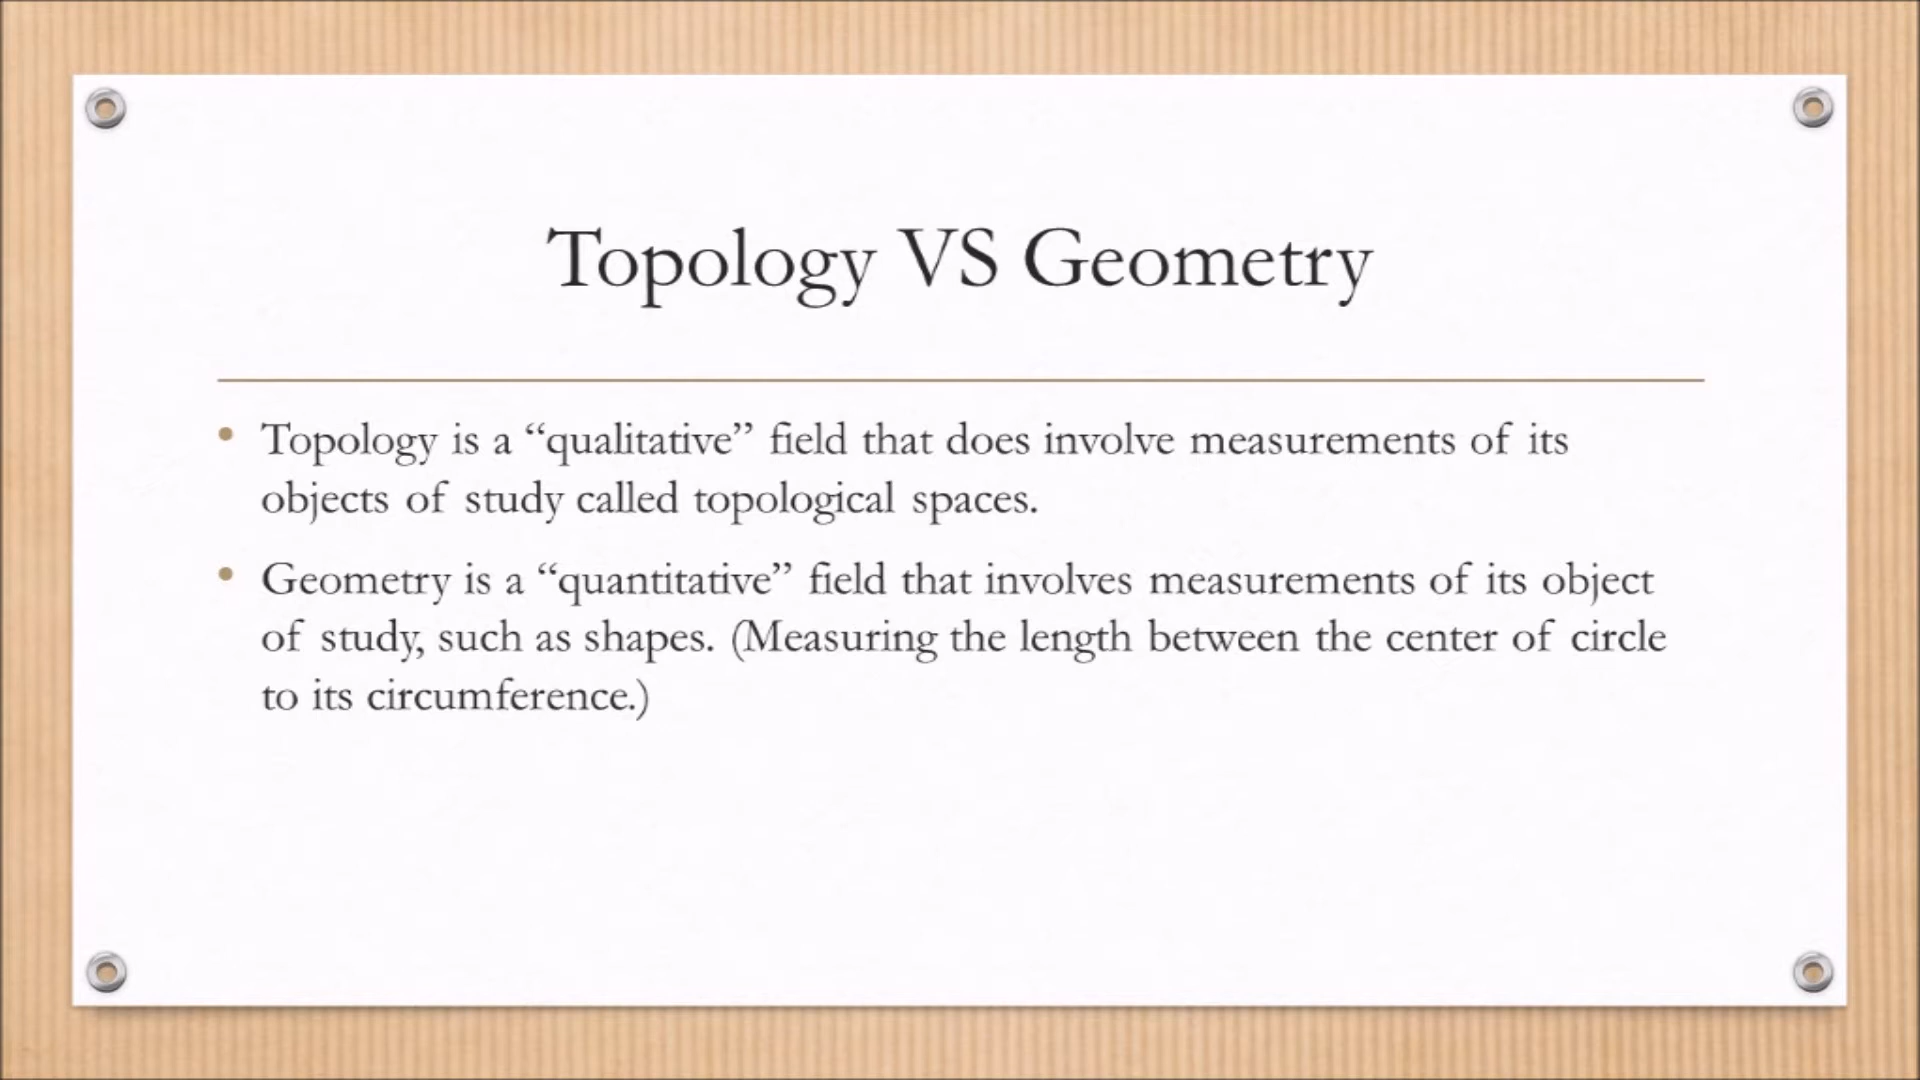 Topology VS Geometry
• Topology is a “qualitative” field that does involve measurements of its
objects of study called topological spaces.
• Geometry is a “quantitative” field that involves measurements of its object
of study, such as shapes. (Measuring the length between the center of circle
to its circumference.)